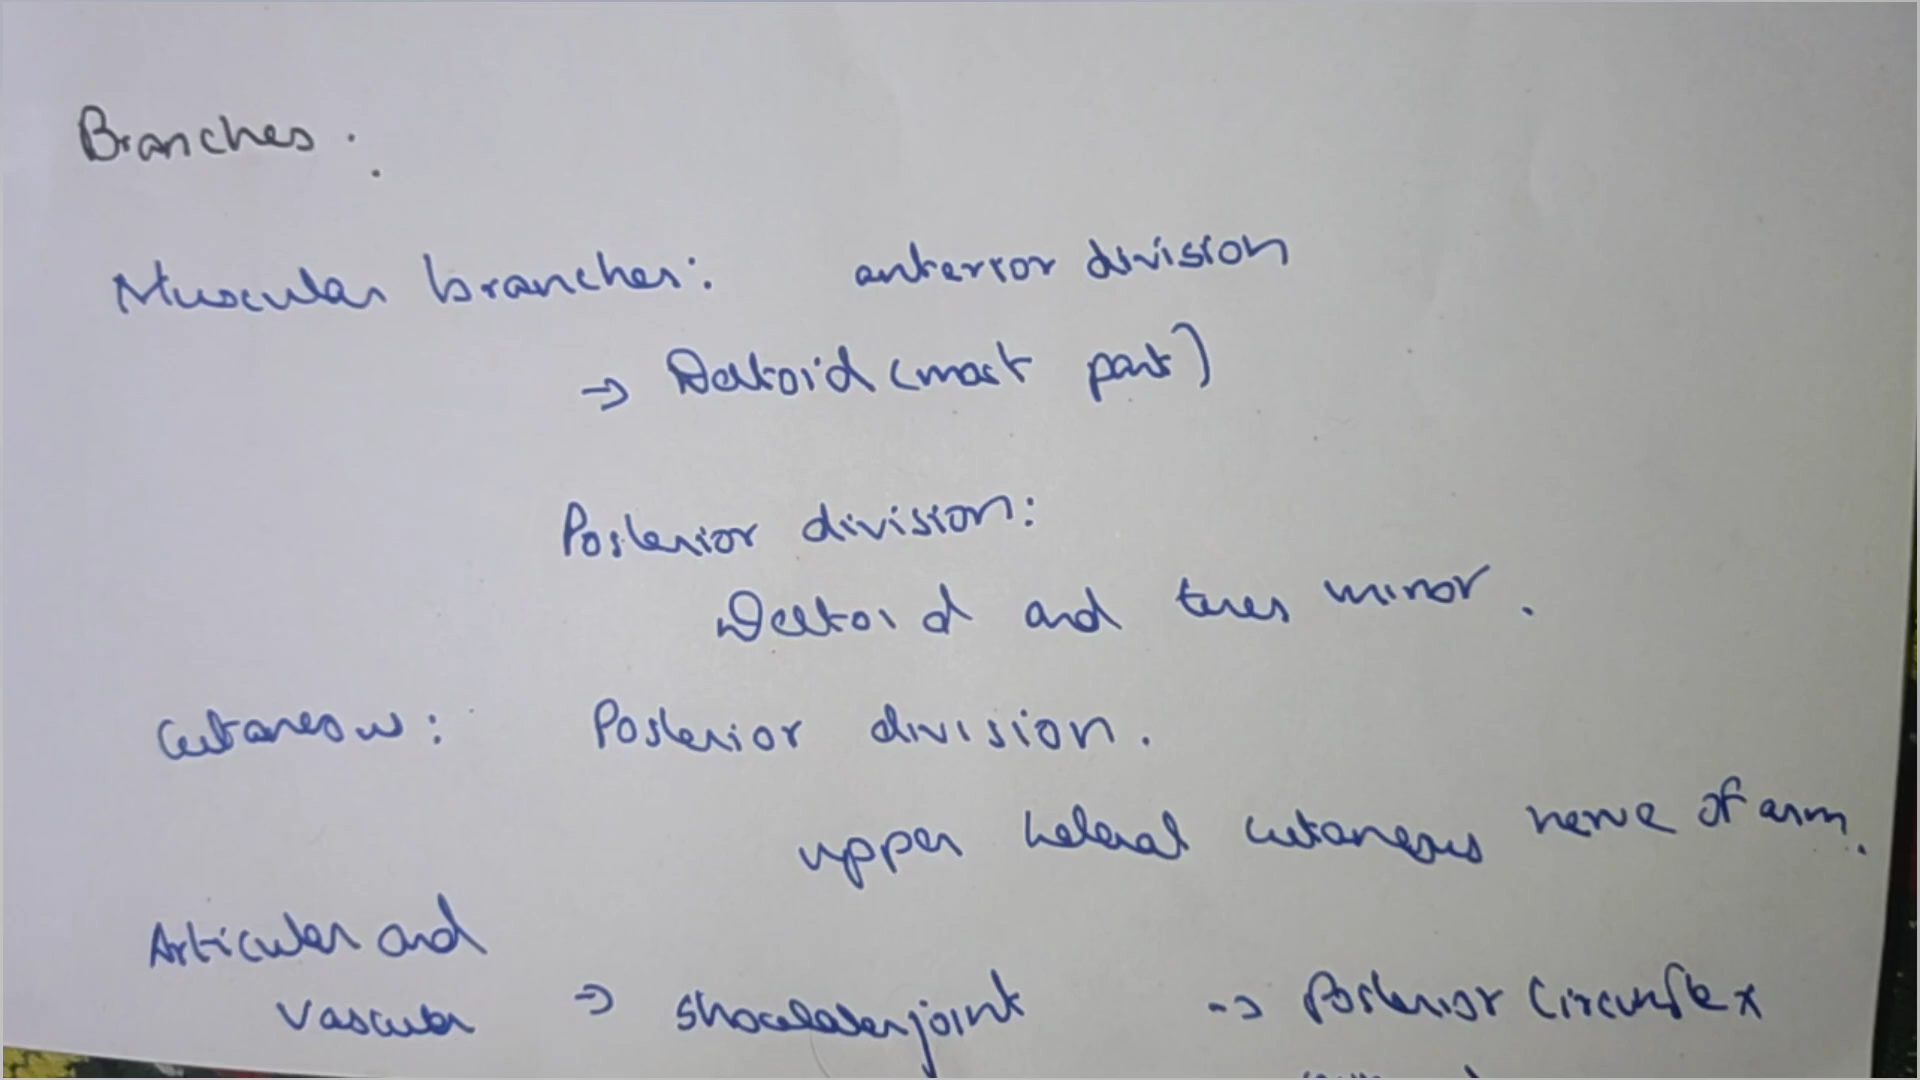 Branches :
Muscular branches: anterior division
→ Deltoid (most part)
Posterior division:
Deltoid and teres minor.
Cutaneous: Posterior division.
upper lateral cutaneous nerve of arm.
Articular and
Vascular → shoulder joint → Posterior Circumflex